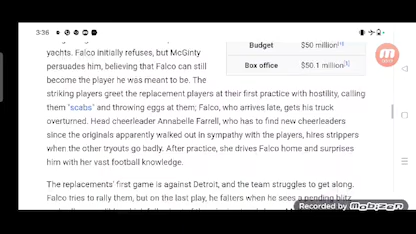 3:36
yachts. Falco initially refuses, but McGinty
persuades him, believing that Falco can still
become the player he was meant to be. The
striking players greet the replacement players at their first practice with hostility, calling
them "scabs" and throwing eggs at them; Falco, who arrives late, gets his truck
overturned. Head cheerleader Annabelle Farrell, who has to find new cheerleaders
since the originals apparently walked out in sympathy with the players, hires strippers
when the other tryouts go badly. After practice, she drives Falco home and surprises
him with her vast football knowledge.
Budget $50 million
Box office $50.1 million
The replacements' first game is against Detroit, and the team struggles to get along.
Falco tries to rally them, but on the last play, he falters when he sees a pending blitz
Recorded by Mobizen